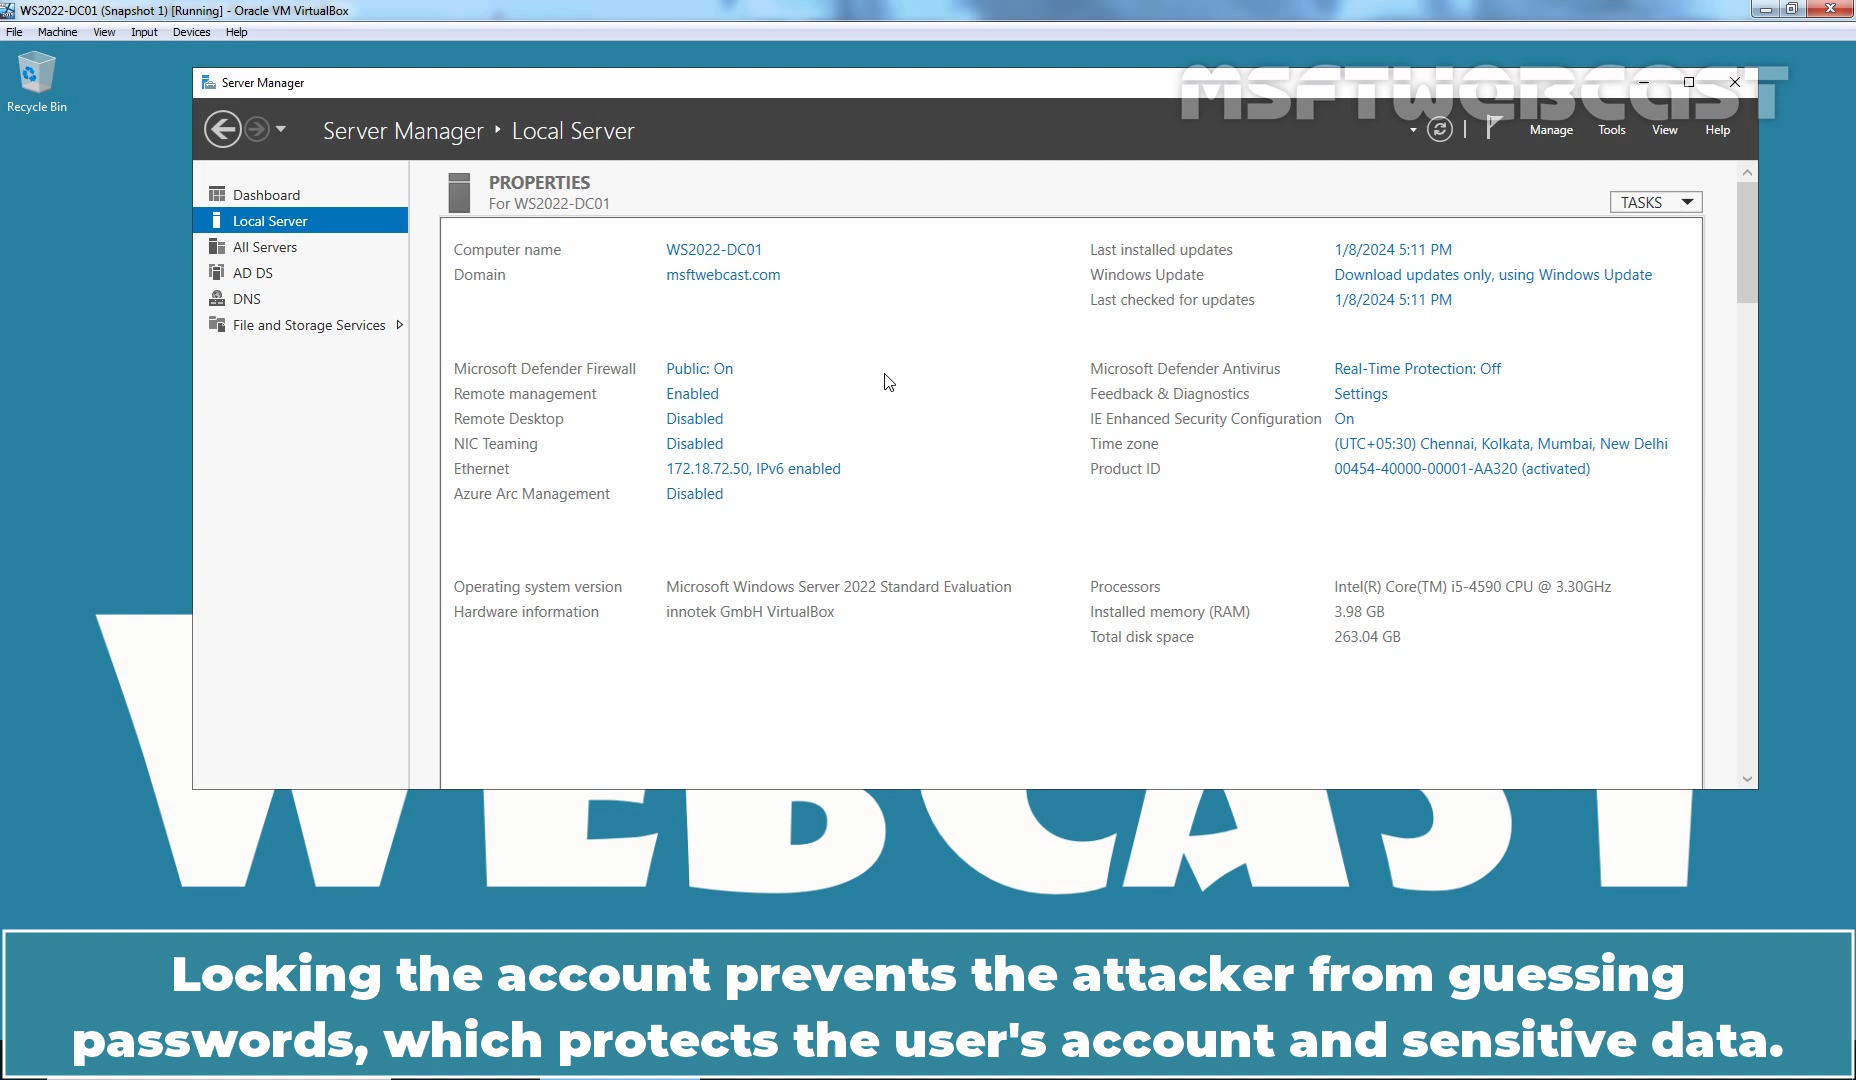 WS2022-DC01 (Snapshot 1) [Running] - Oracle VM VirtualBox
File Machine View Input Devices Help
Recycle Bin
Server Manager
MSFTWEBCAST
Server Manager ‣ Local Server
Manage Tools View Help
Dashboard
Local Server
All Servers
AD DS
DNS
File and Storage Services
PROPERTIES
For WS2022-DC01
TASKS
Computer name WS2022-DC01
Domain msftwebcast.com
Last installed updates 1/8/2024 5:11 PM
Windows Update Download updates only, using Windows Update
Last checked for updates 1/8/2024 5:11 PM
Microsoft Defender Firewall Public: On
Remote management Enabled
Remote Desktop Disabled
NIC Teaming Disabled
Ethernet 172.18.72.50, IPv6 enabled
Azure Arc Management Disabled
Microsoft Defender Antivirus Real-Time Protection: Off
Feedback & Diagnostics Settings
IE Enhanced Security Configuration On
Time zone (UTC+05:30) Chennai, Kolkata, Mumbai, New Delhi
Product ID 00454-40000-00001-AA320 (activated)
Operating system version Microsoft Windows Server 2022 Standard Evaluation
Hardware information innotek GmbH VirtualBox
Processors Intel(R) Core(TM) i5-4590 CPU @ 3.30GHz
Installed memory (RAM) 3.98 GB
Total disk space 263.04 GB
WEBCAST
Locking the account prevents the attacker from guessing
passwords, which protects the user's account and sensitive data.